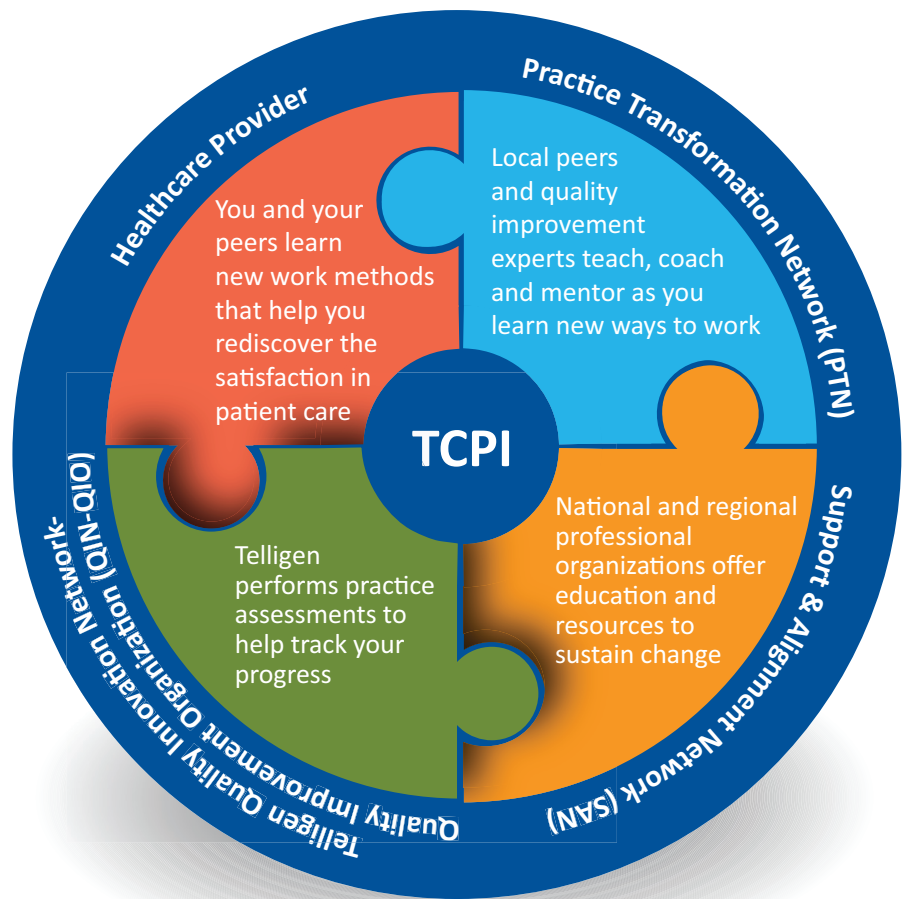 Healthcare Provider
You and your
peers learn
new work methods
that help you
rediscover the
satisfaction in
patient care
Practice Transformation Network (PTN)
Local peers
and quality
improvement
experts teach, coach
and mentor as you
learn new ways to work
TCPI
Telligen Quality Innovation Network-
Quality Improvement Organization (QIN-QIO)
Telligen
performs practice
assessments to
help track your
progress
Support & Alignment Network (SAN)
National and regional
professional
organizations offer
education and
resources to
sustain change